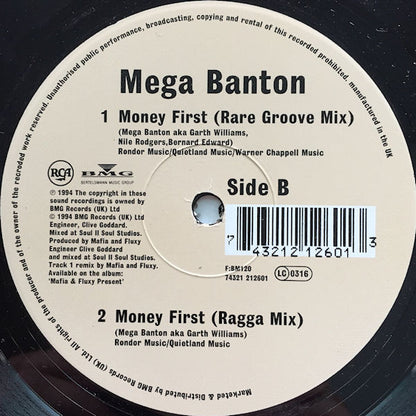 Unauthorised public performance, broadcasting, copying and rental of this record prohibited. manufactured in the UK
Mega Banton
1 Money First (Rare Groove Mix)
(Mega Banton aka Garth Williams,
Nile Rodgers,Bornard Edward)
Rondor Music/Quietland Music/Warner Chappell Music
RCA
BMG
BERTELSMANN MUSIC GROUP
Side B
℗ 1994 The copyright in these
sound recordings is owned by
BMG Records (UK) Ltd
© 1994 BMG Records (UK) Ltd
Engineer, Clive Goddard.
Mixed at Soul II Soul Studios.
Produced by Mafia and Fluxy.
and mixed at Soul II Soul Studios.
Engineer Clive Goddard.
Track 1 remix by Mafia and Fluxy.
Available on the album:
'Mafia & Fluxy Present'
7 43212 12601 3
F:BM120
74321 212601
LC 0316
2 Money First (Ragga Mix)
(Mega Banton aka Garth Williams)
Rondor Music/Quietland Music
Marketed & Distributed by BMG Records (UK) Ltd. All rights of the producer and of the owner of the recroded work reserved.